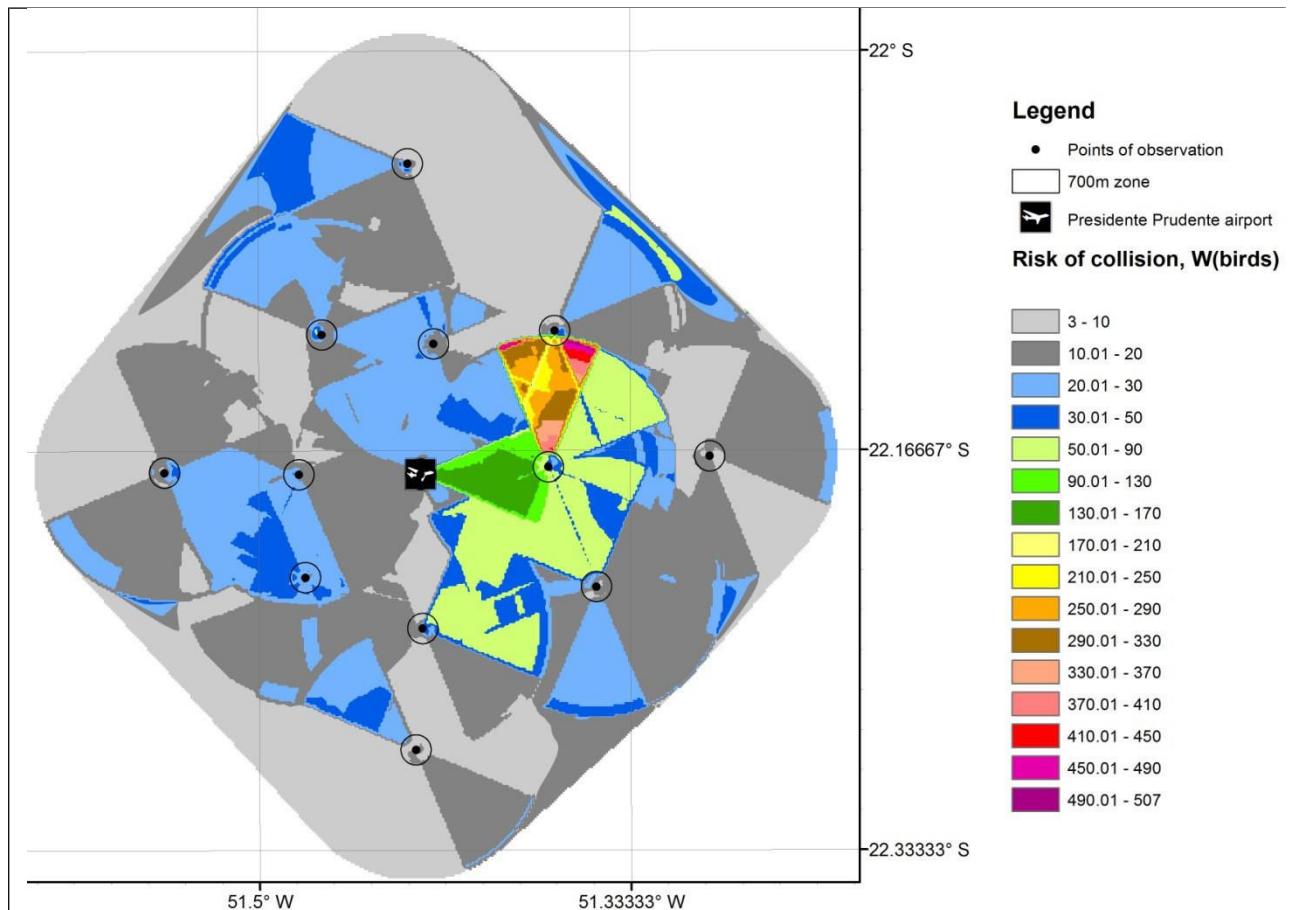 22° S
Legend
Points of observation
700m zone
Presidente Prudente airport
Risk of collision, W(birds)
3 - 10
10.01 - 20
20.01 - 30
30.01 - 50
22.16667° S
50.01 - 90
90.01 - 130
130.01 - 170
170.01 - 210
210.01 - 250
250.01 - 290
290.01 - 330
330.01 - 370
370.01 - 410
410.01 - 450
450.01 - 490
490.01 - 507
22.33333° S
51.5° W
51.33333° W